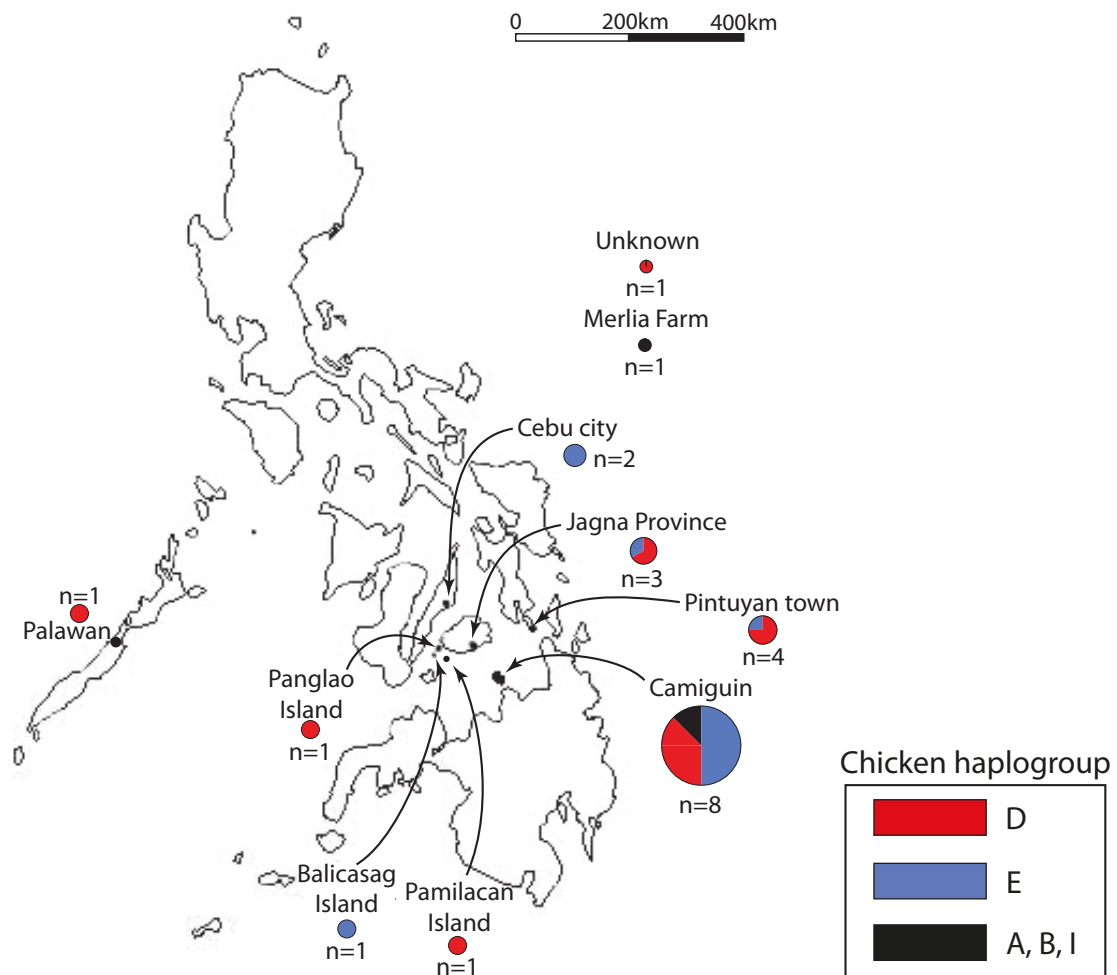 0 200km 400km
Unknown
n=1
Merlia Farm
n=1
Cebu city
n=2
Jagna Province
n=3
n=1
Palawan
Pintuyan town
n=4
Panglao
Island
n=1
Camiguin
n=8
Balicasag
Island
n=1
Pamilacan
Island
n=1
Chicken haplogroup
D
E
A, B, I